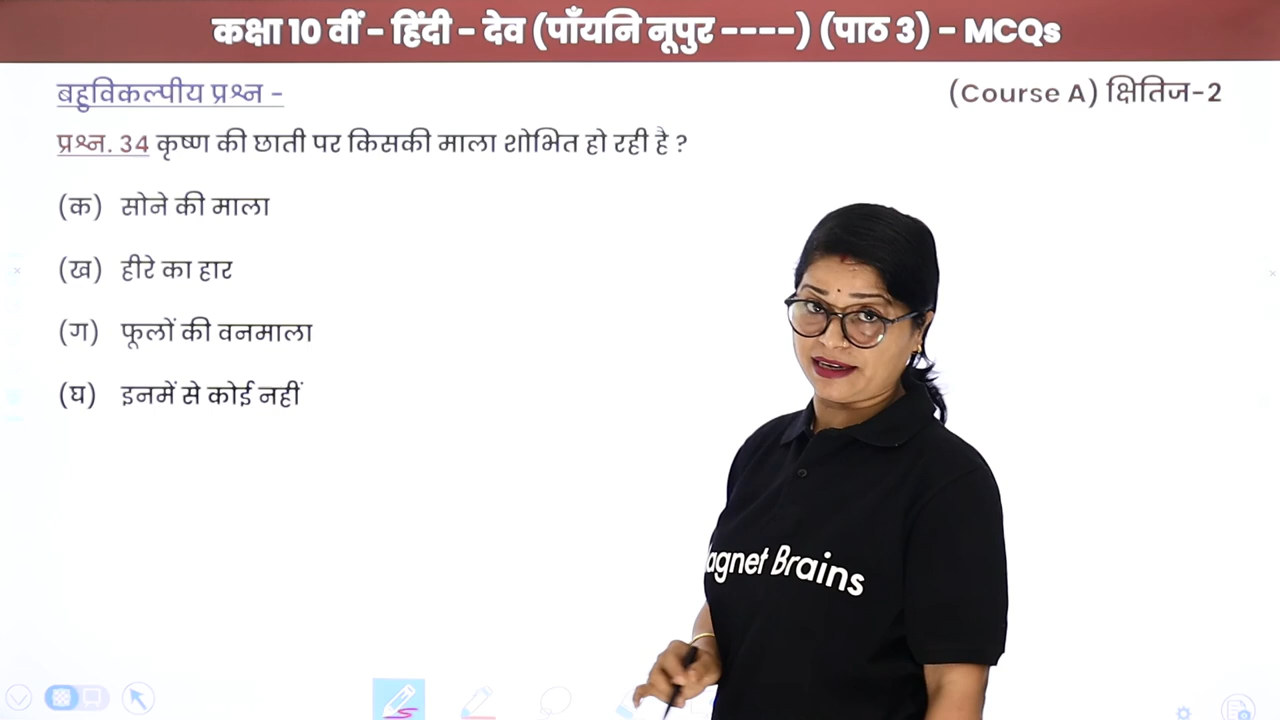 कक्षा 10 वीं - हिंदी - देव (पाँयनि नूपुर ----) (पाठ 3) - MCQs
बहुविकल्पीय प्रश्न -
(Course A) क्षितिज-2
प्रश्न. 34 कृष्ण की छाती पर किसकी माला शोभित हो रही है ?
(क) सोने की माला
(ख) हीरे का हार
(ग) फूलों की वनमाला
(घ) इनमें से कोई नहीं
agnet Brains